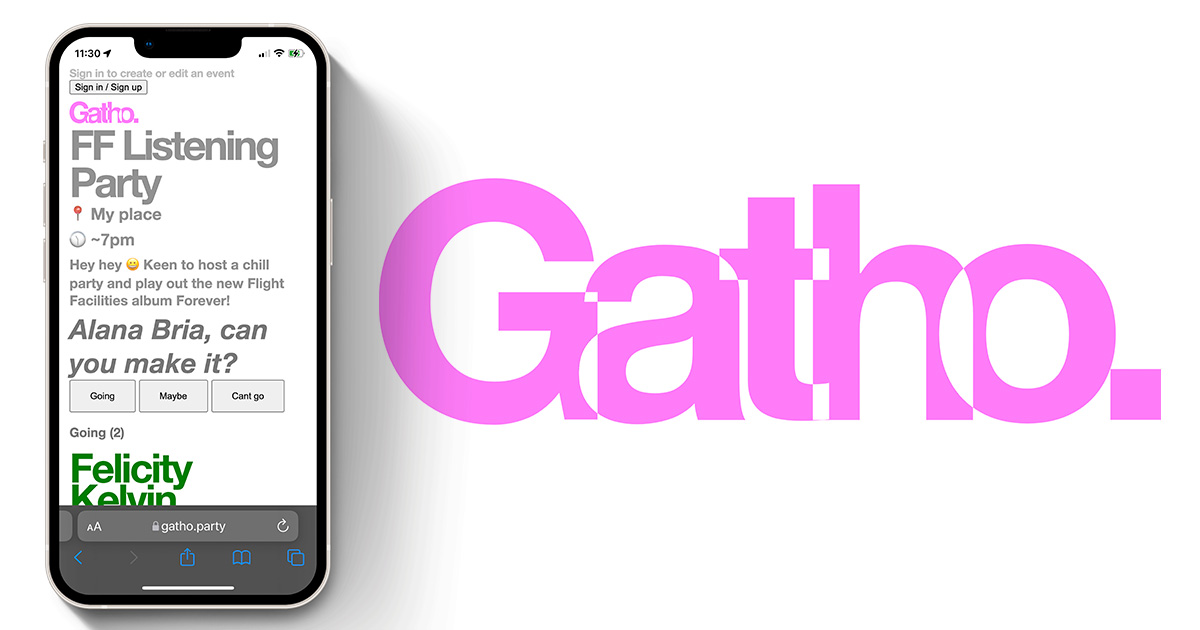 11:30
Sign in to create or edit an event
Sign in / Sign up
Gatho.
FF Listening
Party
📍 My place
🕢 ~7pm
Hey hey 😀 Keen to host a chill
party and play out the new Flight
Facilities album Forever!
Alana Bria, can
you make it?
Going Maybe Cant go
Going (2)
Felicity
Kelvin
AA gatho.party
Gatho.